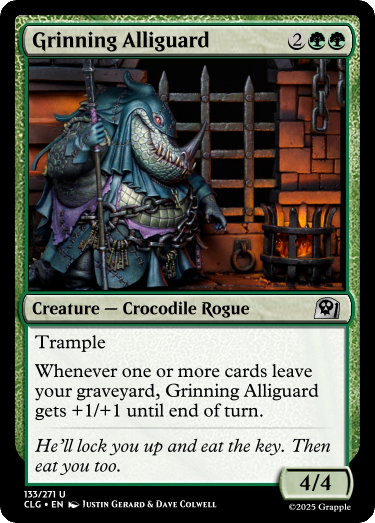 Grinning Alliguard 2
Creature — Crocodile Rogue
Trample
Whenever one or more cards leave
your graveyard, Grinning Alliguard
gets +1/+1 until end of turn.
He'll lock you up and eat the key. Then
eat you too.
4/4
133/271 U
CLG • EN Justin Gerard & Dave Colwell
©2025 Grapple